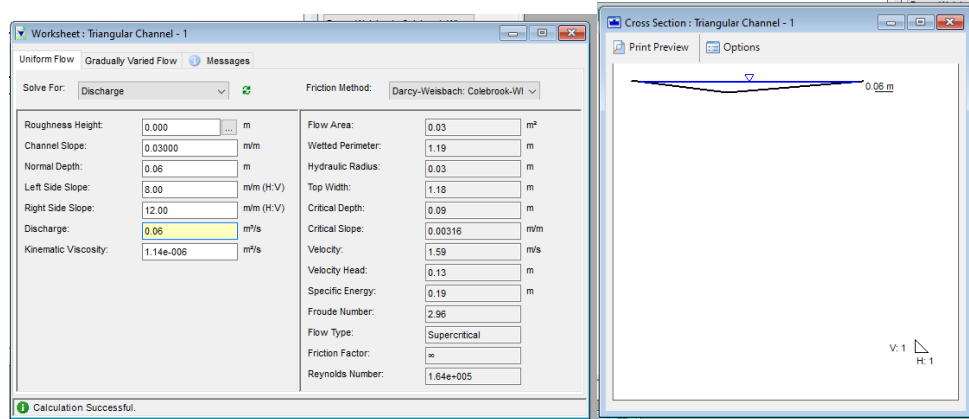 Worksheet : Triangular Channel - 1
Uniform Flow Gradually Varied Flow Messages
Solve For: Discharge Friction Method: Darcy-Weisbach: Colebrook-WI
Roughness Height: 0.000 ... m Flow Area: 0.03 m²
Channel Slope: 0.03000 m/m Wetted Perimeter: 1.19 m
Normal Depth: 0.06 m Hydraulic Radius: 0.03 m
Left Side Slope: 8.00 m/m (H:V) Top Width: 1.18 m
Right Side Slope: 12.00 m/m (H:V) Critical Depth: 0.09 m
Discharge: 0.06 m³/s Critical Slope: 0.00316 m/m
Kinematic Viscosity: 1.14e-006 m²/s Velocity: 1.59 m/s
Velocity Head: 0.13 m
Specific Energy: 0.19 m
Froude Number: 2.96
Flow Type: Supercritical
Friction Factor: ∞
Reynolds Number: 1.64e+005
Calculation Successful.
Cross Section : Triangular Channel - 1
Print Preview Options
0.06 m
V: 1
H: 1